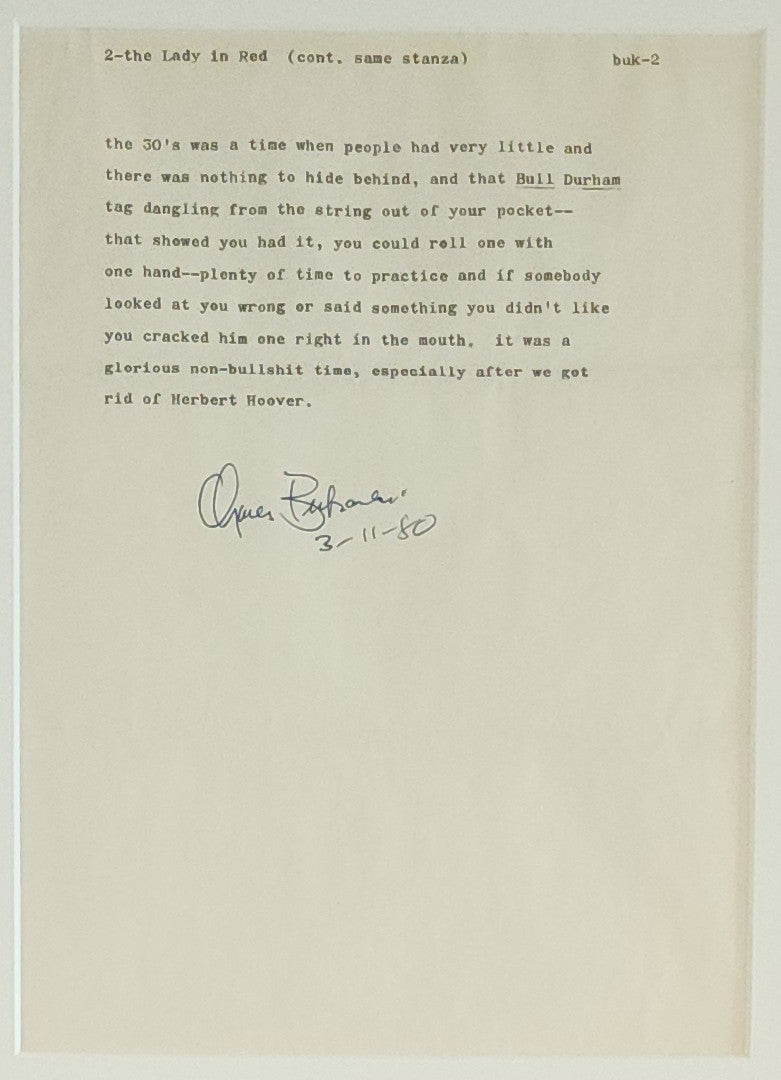 2-the Lady in Red (cont. same stanza) buk-2
the 30's was a time when people had very little and
there was nothing to hide behind, and that Bull Durham
tag dangling from the string out of your pocket--
that showed you had it, you could roll one with
one hand--plenty of time to practice and if somebody
looked at you wrong or said something you didn't like
you cracked him one right in the mouth. it was a
glorious non-bullshit time, especially after we got
rid of Herbert Hoover.
Charles Bukowski
3-11-80